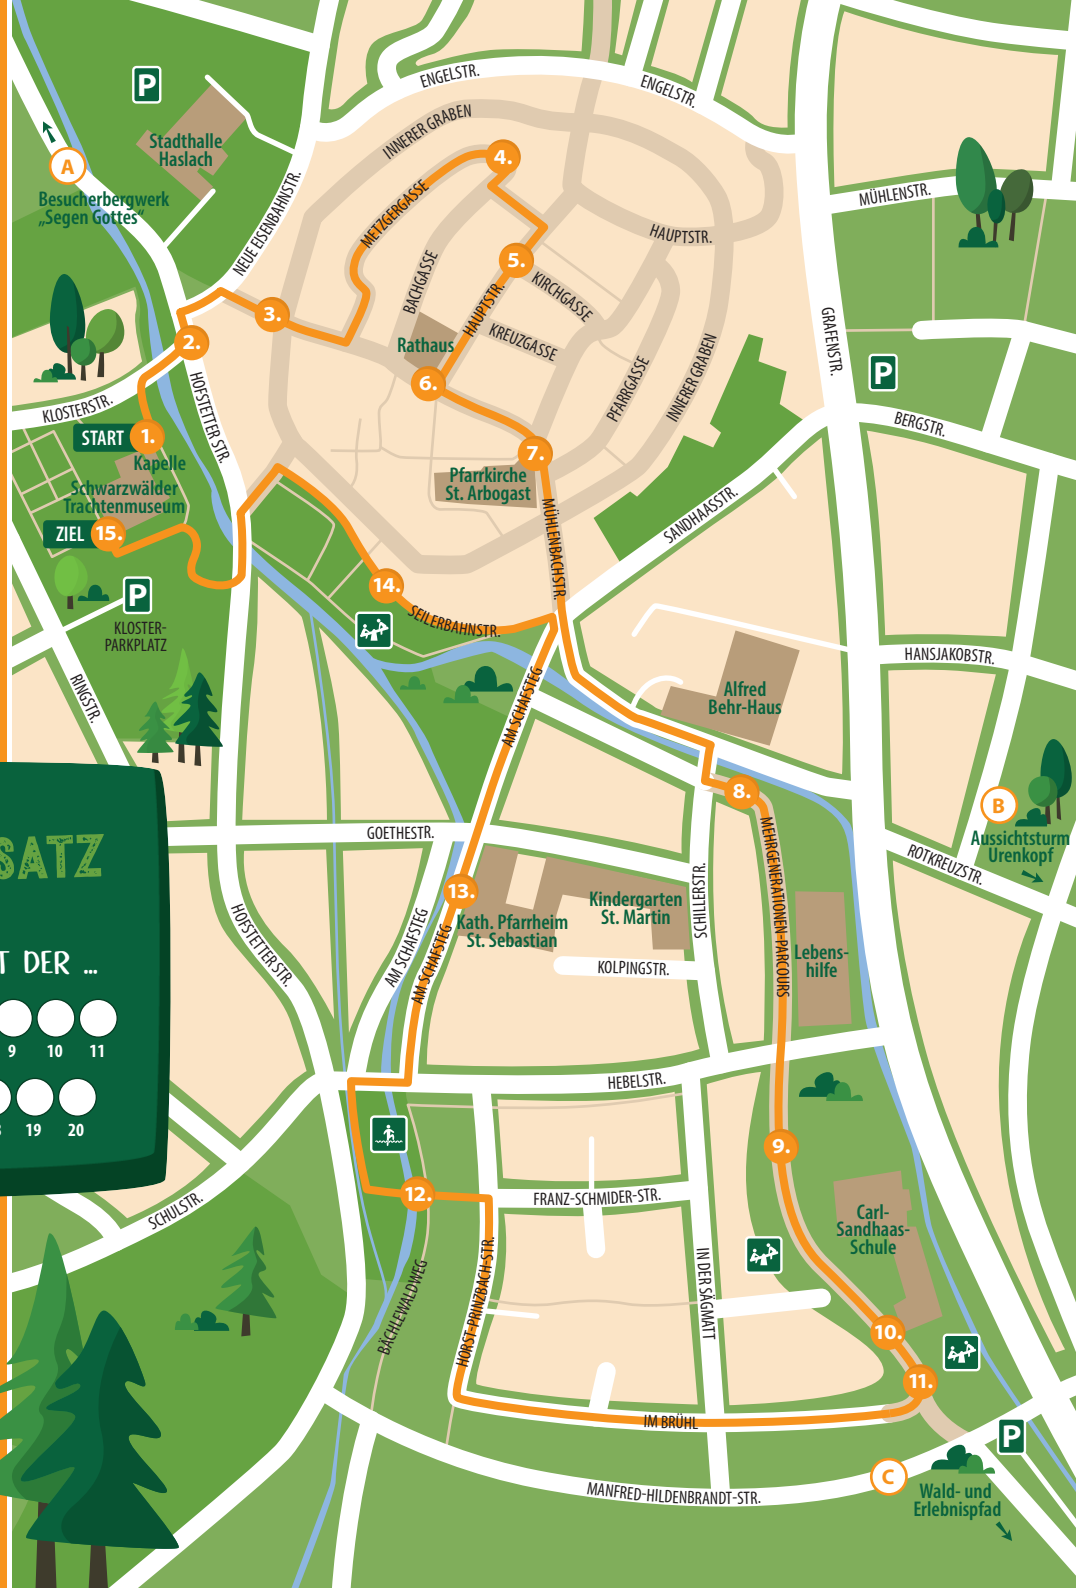 ENGELSTR.
ENGELSTR.
P
INNERER GRABEN
Stadthalle
Haslach
4.
A
Besucherbergwerk
„Segen Gottes“
NEUE EISENBAHNSTR.
METZGERGASSE
MÜHLENSTR.
HAUPTSTR.
BACHGASSE
5.
KIRCHGASSE
HAUPTSTR.
3.
2.
Rathaus
KREUZGASSE
GRAFENSTR.
PFARRGASSE
INNERER GRABEN
P
6.
KLOSTERSTR.
HOFSTETTER STR.
BERGSTR.
START
1.
Kapelle
7.
Pfarrkirche
St. Arbogast
Schwarzwälder
Trachtenmuseum
ZIEL
15.
MÜHLENBACHSTR.
SANDHAASSTR.
P
KLOSTER-
PARKPLATZ
14.
SEILERBAHNSTR.
HANSJAKOBSTR.
RINGSTR.
AM SCHAFSTEG
Alfred
Behr-Haus
8.
B
Aussichtsturm
Urenkopf
MEHRGENERATIONEN-PARCOURS
GOETHESTR.
ROTKREUZSTR.
SATZ
13.
Kath. Pfarrheim
St. Sebastian
Kindergarten
St. Martin
SCHILLERSTR.
HOFSTETTER STR.
AM SCHAFSTEG
AM SCHAFSTEG
Lebens-
hilfe
T DER ...
KOLPINGSTR.
9
10
11
HEBELSTR.
19
20
9.
12.
FRANZ-SCHMIDER-STR.
SCHULSTR.
Carl-
Sandhaas-
Schule
BÄCHLEWALDWEG
HORST-PRINZBACH-STR.
IN DER SÄGMATT
10.
11.
IM BRÜHL
P
C
MANFRED-HILDENBRANDT-STR.
Wald- und
Erlebnispfad